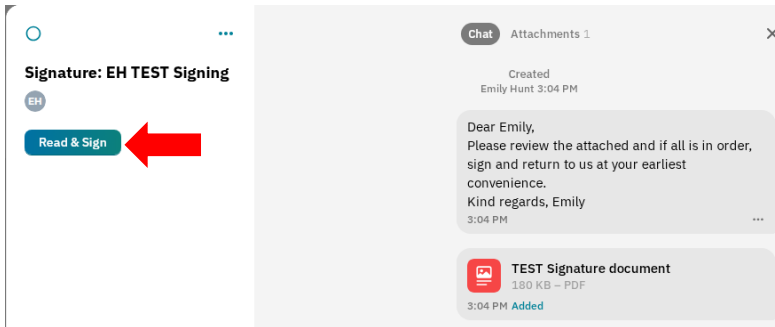 Signature: EH TEST Signing
EH
Read & Sign
Chat
Attachments 1
Created
Emily Hunt 3:04 PM
Dear Emily,
Please review the attached and if all is in order,
sign and return to us at your earliest
convenience.
Kind regards, Emily
3:04 PM
TEST Signature document
180 KB – PDF
3:04 PM Added